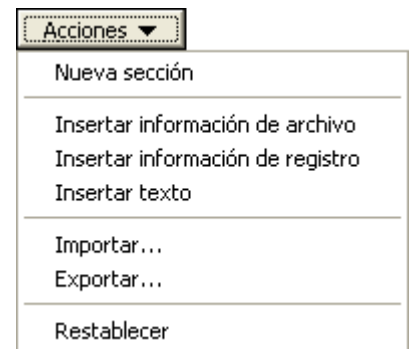 Acciones
Nueva sección
Insertar información de archivo
Insertar información de registro
Insertar texto
Importar...
Exportar...
Restablecer